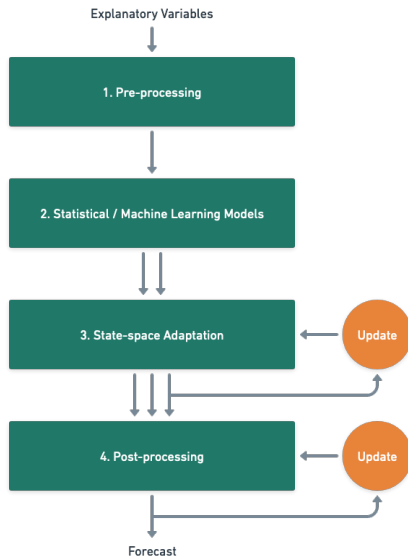 Explanatory Variables
1. Pre-processing
2. Statistical / Machine Learning Models
3. State-space Adaptation
Update
4. Post-processing
Update
Forecast